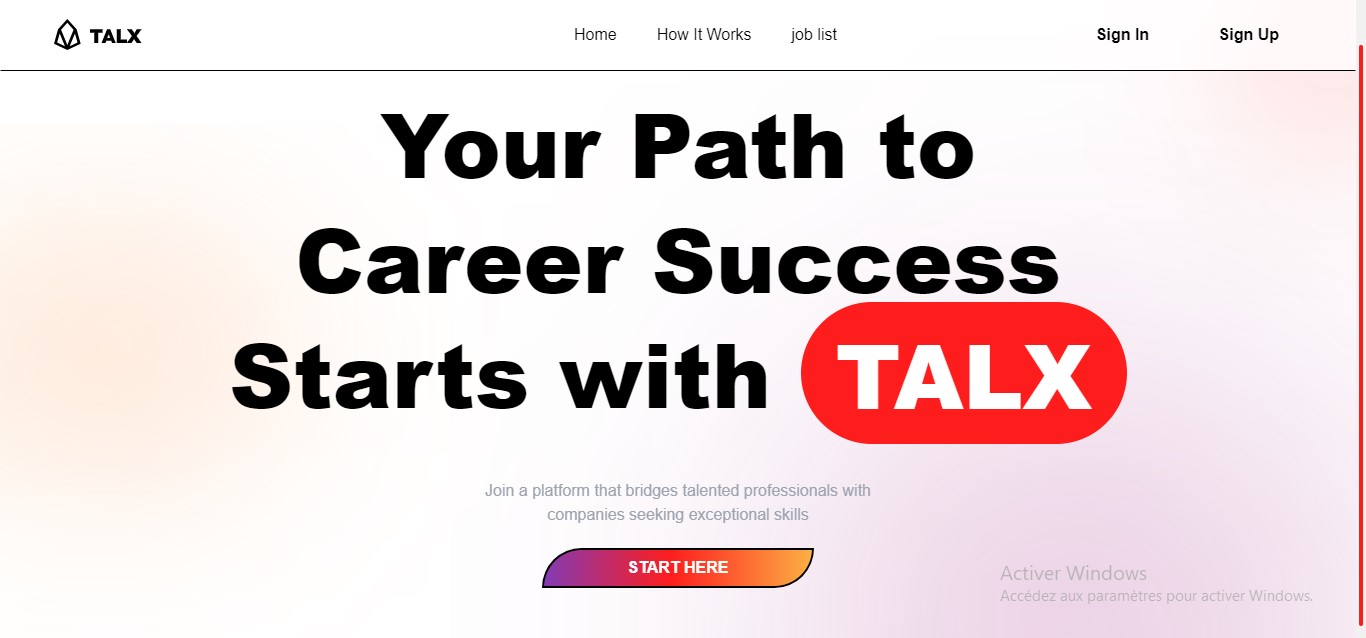 TALX
Home How It Works job list
Sign In Sign Up
Your Path to
Career Success
Starts with TALX
Join a platform that bridges talented professionals with
companies seeking exceptional skills
START HERE
Activer Windows
Accédez aux paramètres pour activer Windows.